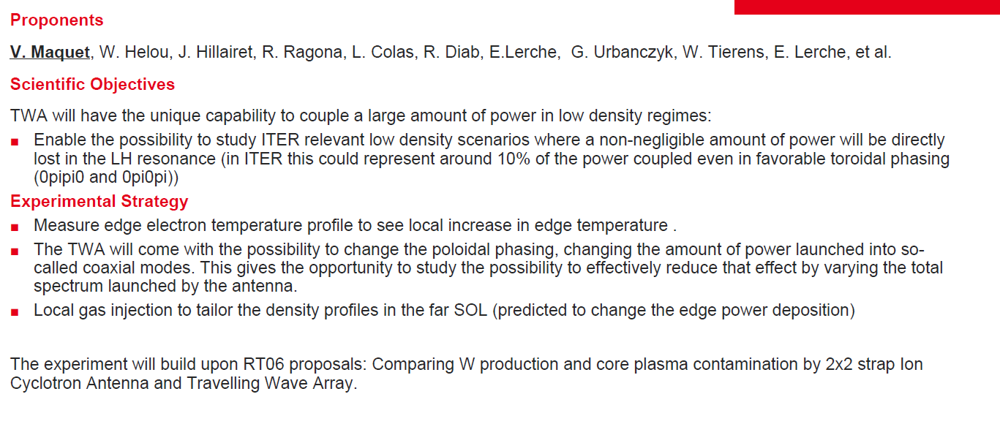 Proponents
V. Maquet, W. Helou, J. Hillairet, R. Ragona, L. Colas, R. Diab, E.Lerche,  G. Urbanczyk, W. Tierens, E. Lerche, et al.
Scientific Objectives
TWA will have the unique capability to couple a large amount of power in low density regimes:
■ Enable the possibility to study ITER relevant low density scenarios where a non-negligible amount of power will be directly
lost in the LH resonance (in ITER this could represent around 10% of the power coupled even in favorable toroidal phasing
(0pipi0 and 0pi0pi))
Experimental Strategy
■ Measure edge electron temperature profile to see local increase in edge temperature .
■ The TWA will come with the possibility to change the poloidal phasing, changing the amount of power launched into so-
called coaxial modes. This gives the opportunity to study the possibility to effectively reduce that effect by varying the total
spectrum launched by the antenna.
■ Local gas injection to tailor the density profiles in the far SOL (predicted to change the edge power deposition)
The experiment will build upon RT06 proposals: Comparing W production and core plasma contamination by 2x2 strap Ion
Cyclotron Antenna and Travelling Wave Array.